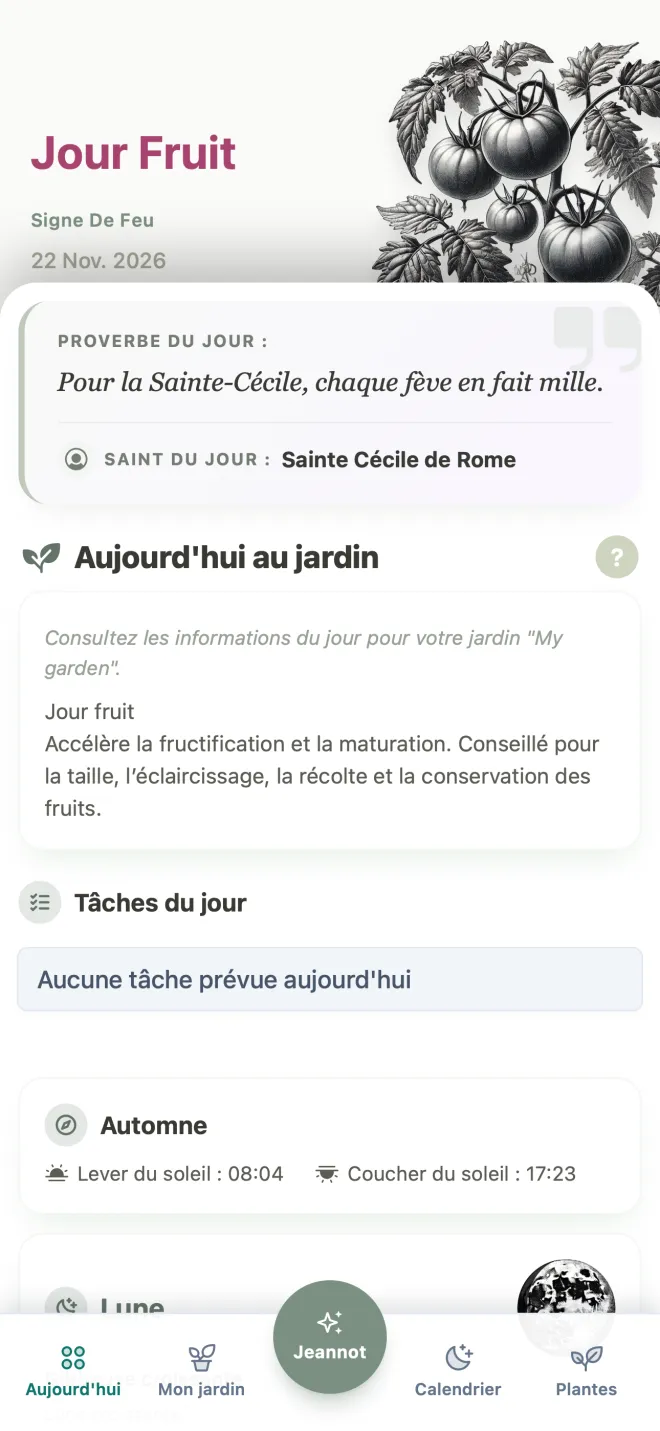 Jour Fruit
Signe De Feu
22 Nov. 2026
PROVERBE DU JOUR :
Pour la Sainte-Cécile, chaque fève en fait mille.
SAINT DU JOUR : Sainte Cécile de Rome
Aujourd'hui au jardin
?
Consultez les informations du jour pour votre jardin "My
garden".
Jour fruit
Accélère la fructification et la maturation. Conseillé pour
la taille, l’éclaircissage, la récolte et la conservation des
fruits.
Tâches du jour
Aucune tâche prévue aujourd'hui
Automne
Lever du soleil : 08:04 Coucher du soleil : 17:23
Lune
Jeannot
Aujourd'hui Mon jardin Calendrier Plantes